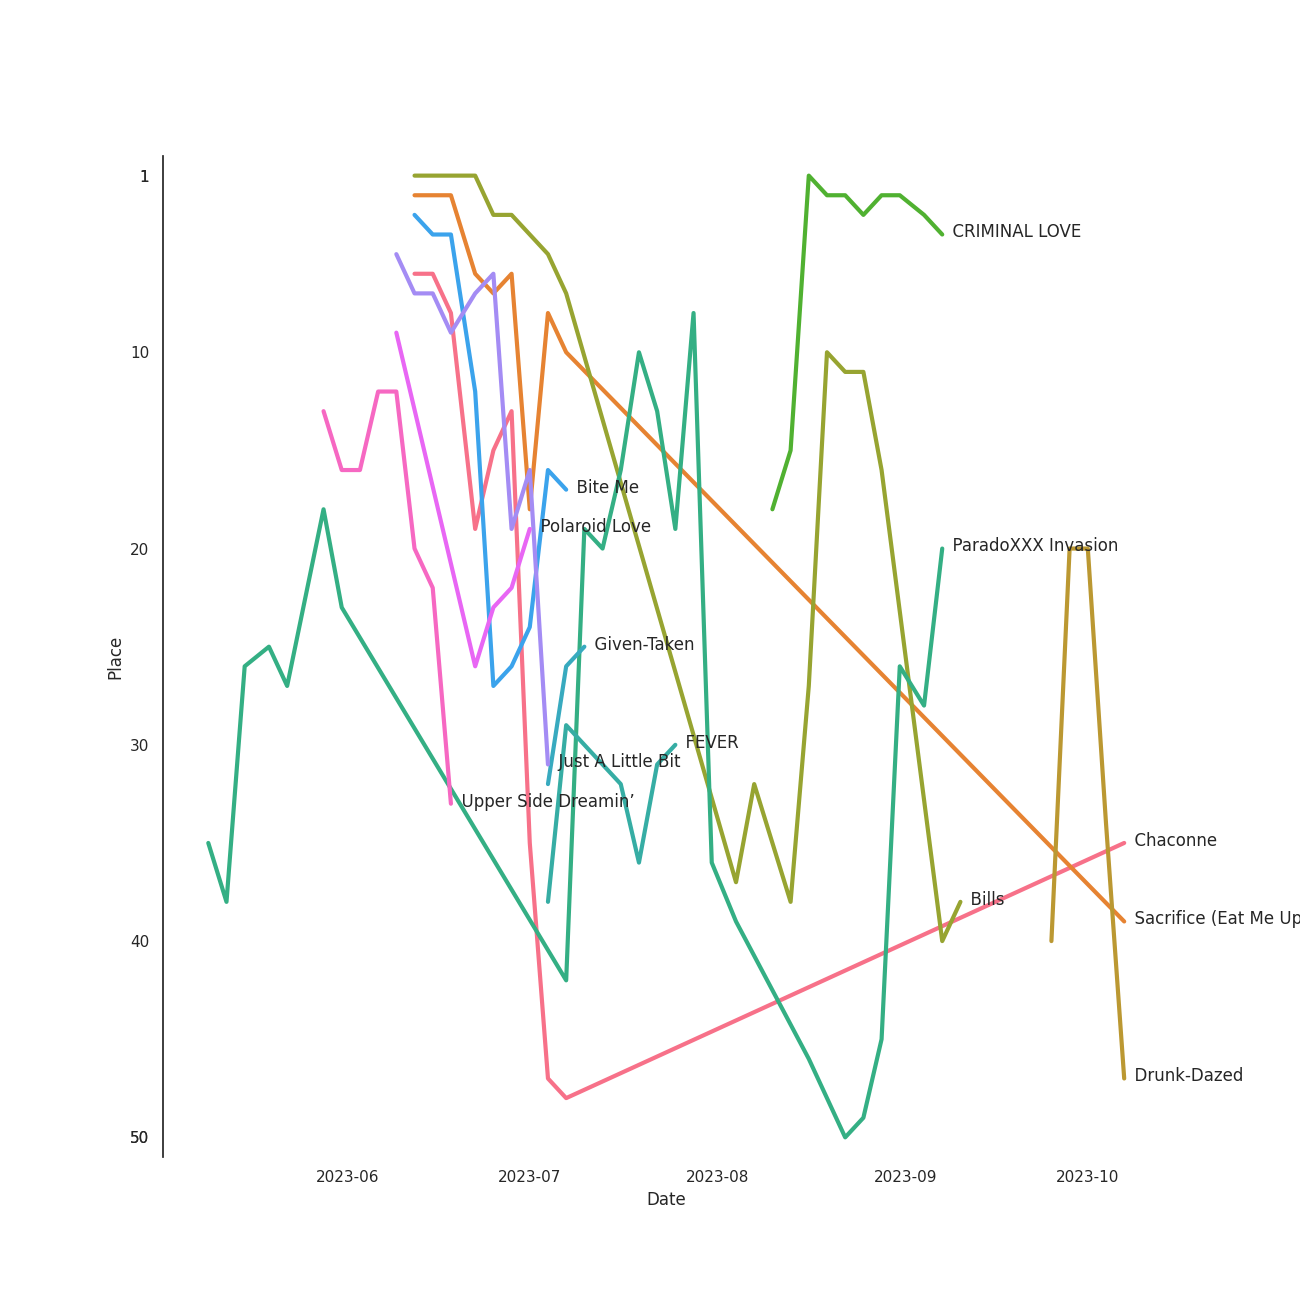 1
CRIMINAL LOVE
10
Bite Me
Polaroid Love
20
ParadoXXX Invasion
Given-Taken
Place
30
FEVER
Just A Little Bit
Upper Side Dreamin’
Chaconne
Bills
Sacrifice (Eat Me Up
40
Drunk-Dazed
50
2023-06
2023-07
2023-08
2023-09
2023-10
Date